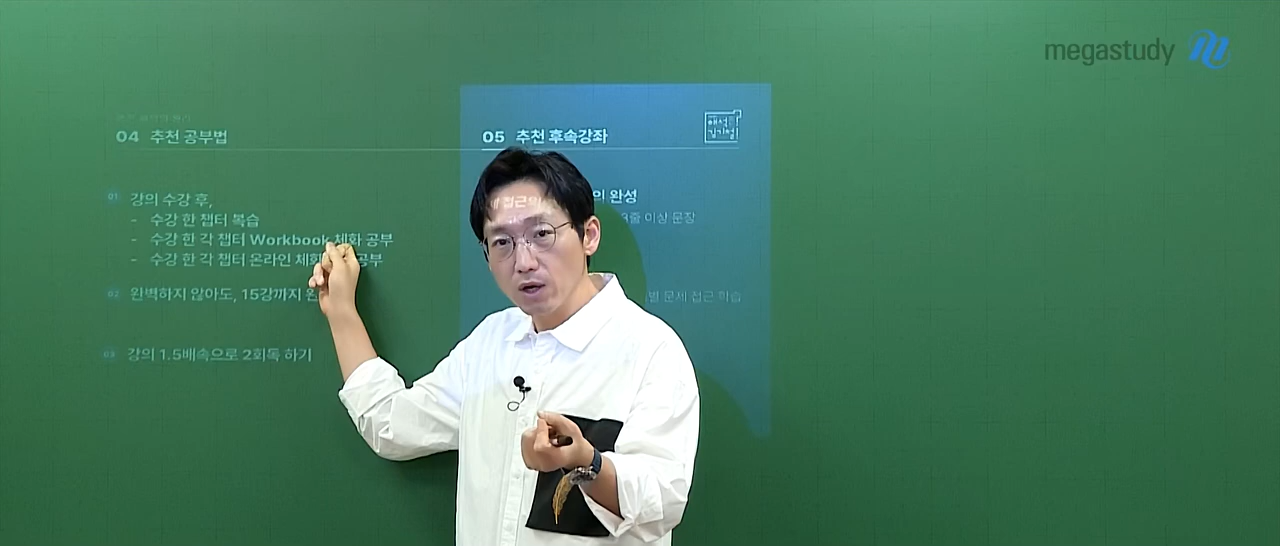 megastudy
04 추천 공부법
01 강의 수강 후,
- 수강 한 챕터 복습
- 수강 한 각 챕터 Workbook 체화 공부
- 수강 한 각 챕터 온라인 체화 공부
02 완벽하지 않아도, 15강까지
03 강의 1.5배속으로 2회독 하기
05 추천 후속강좌
의 완성
3줄 이상 문장
문제 접근 학습